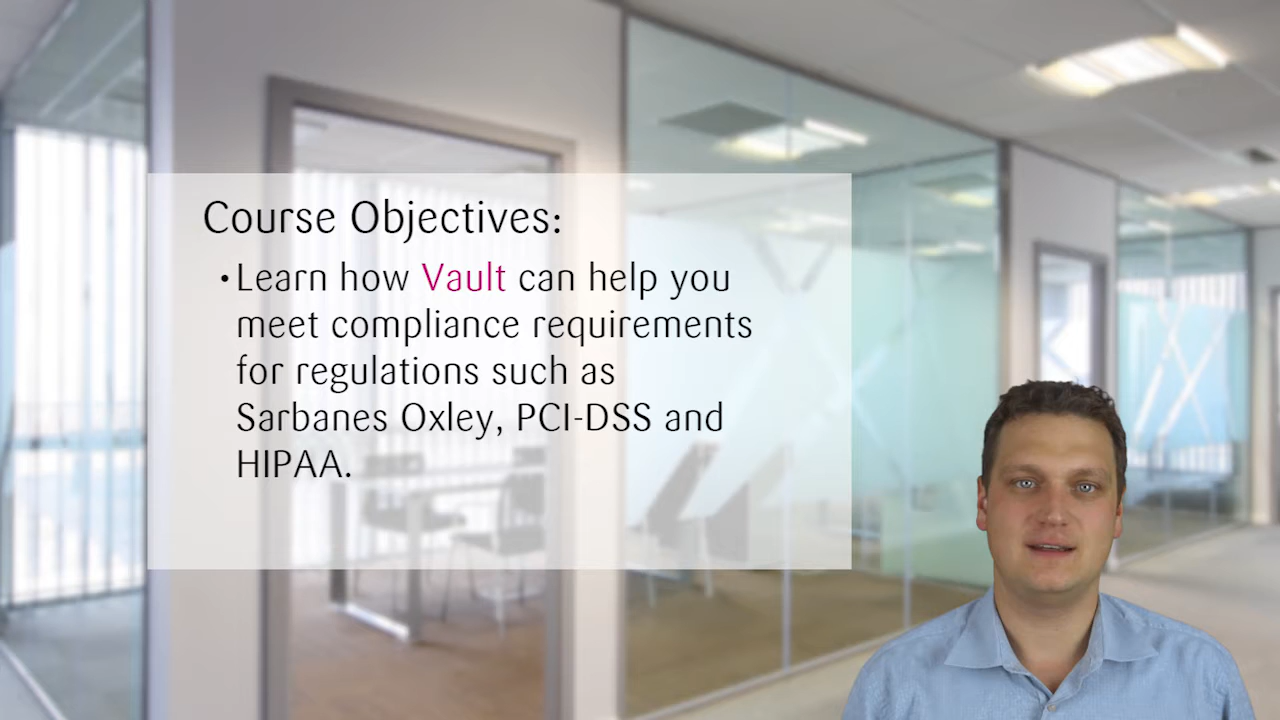 Course Objectives:
• Learn how Vault can help you
meet compliance requirements
for regulations such as
Sarbanes Oxley, PCI-DSS and
HIPAA.